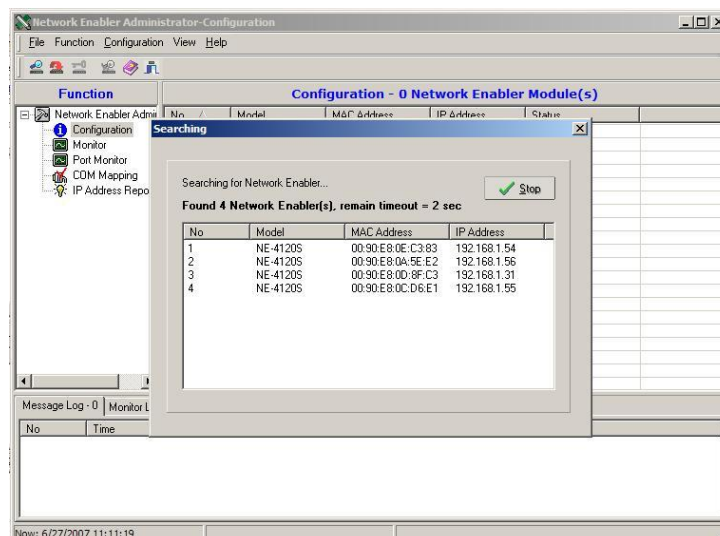 Network Enabler Administrator-Configuration
File Function Configuration View Help
Function
Configuration - 0 Network Enabler Module(s)
Network Enabler Admi
No / Model MAC Address IP Address Status
Configuration
Monitor
Port Monitor
COM Mapping
IP Address Repo
Searching
Searching for Network Enabler...
Stop
Found 4 Network Enabler(s), remain timeout = 2 sec
No Model MAC Address IP Address
1 NE-4120S 00:90:E8:0E:C3:83 192.168.1.54
2 NE-4120S 00:90:E8:0A:5E:E2 192.168.1.56
3 NE-4120S 00:90:E8:0D:8F:C3 192.168.1.31
4 NE-4120S 00:90:E8:0C:D6:E1 192.168.1.55
Message Log - 0 Monitor L
No Time
Now: 6/27/2007 11:11:19